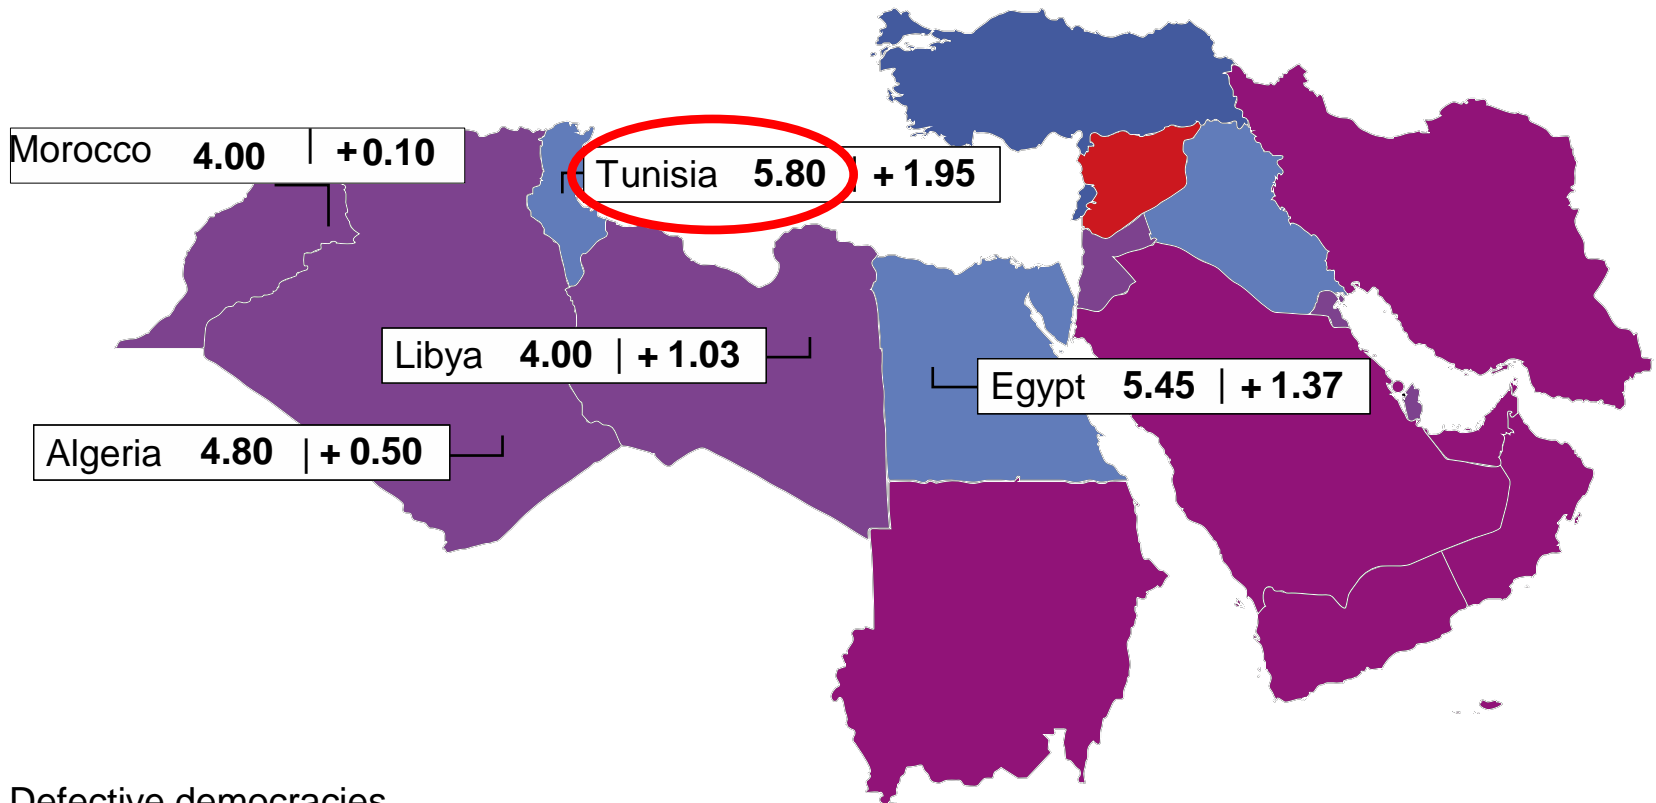 Morocco 4.00 | +0.10
Tunisia 5.80 | + 1.95
Libya 4.00 | + 1.03
Egypt 5.45 | + 1.37
Algeria 4.80 | + 0.50
Defective democracies